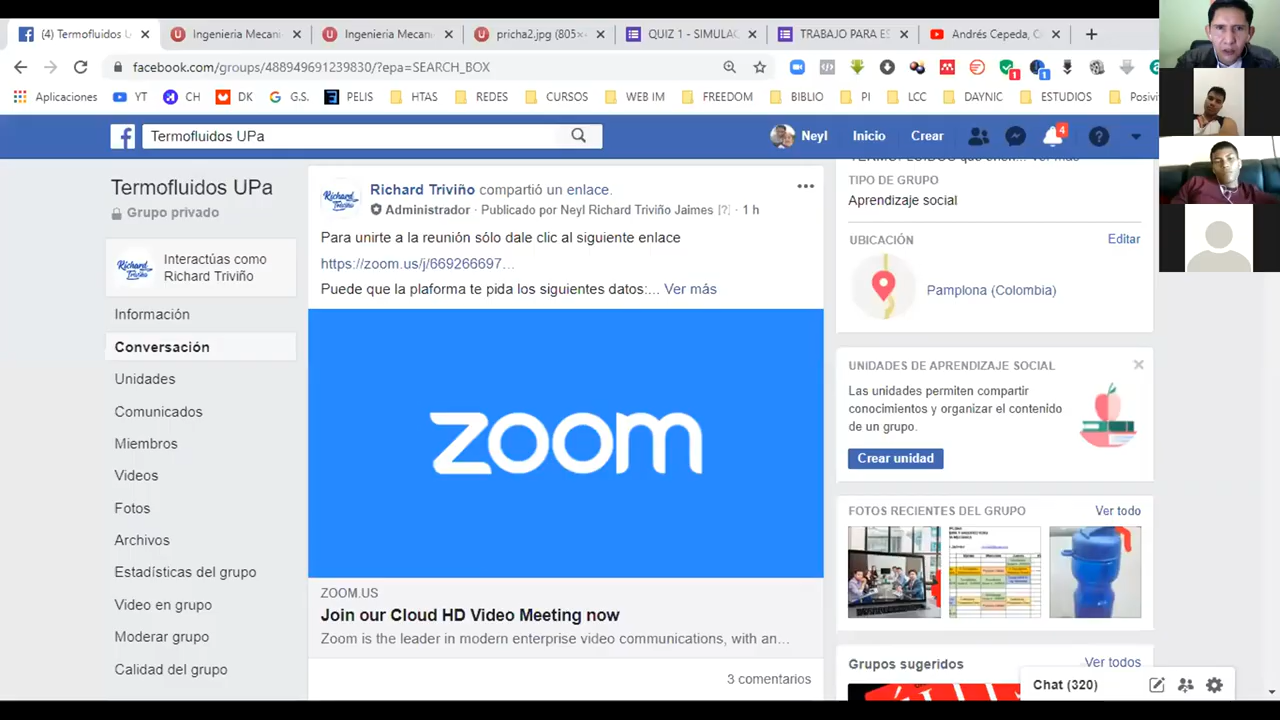 (4) Termofluidos U
Ingenieria Mecani
Ingenieria Mecani
pricha2.jpg (805×
QUIZ 1 - SIMULAC
TRABAJO PARA ES
Andrés Cepeda, C
facebook.com/groups/488949691239830/?epa=SEARCH_BOX
Aplicaciones YT CH DK G.S. PELIS HTAS REDES CURSOS WEB IM FREEDOM BIBLIO PI LCC DAYNIC ESTUDIOS Posiv
Termofluidos UPa
Neyl Inicio Crear
4
Termofluidos UPa
Grupo privado
Interactúas como
Richard Triviño
Información
Conversación
Unidades
Comunicados
Miembros
Videos
Fotos
Archivos
Estadísticas del grupo
Video en grupo
Moderar grupo
Calidad del grupo
Richard Triviño compartió un enlace.
Administrador · Publicado por Neyl Richard Triviño Jaimes [?] · 1 h
Para unirte a la reunión sólo dale clic al siguiente enlace
https://zoom.us/j/669266697...
Puede que la plaforma te pida los siguientes datos:... Ver más
zoom
ZOOM.US
Join our Cloud HD Video Meeting now
Zoom is the leader in modern enterprise video communications, with an...
3 comentarios
TIPO DE GRUPO
Aprendizaje social
UBICACIÓN Editar
Pamplona (Colombia)
UNIDADES DE APRENDIZAJE SOCIAL
Las unidades permiten compartir
conocimientos y organizar el contenido
de un grupo.
Crear unidad
FOTOS RECIENTES DEL GRUPO Ver todo
Grupos sugeridos Ver todos
Chat (320)